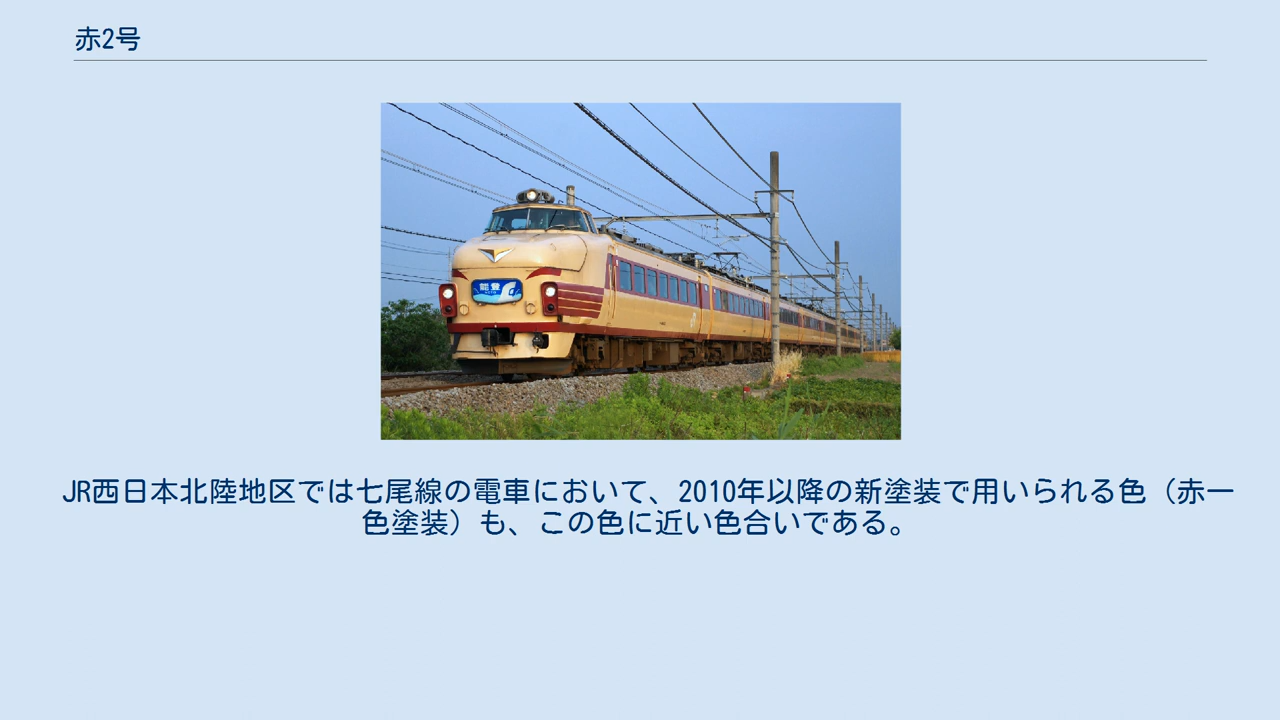 赤2号
能登
JR西日本北陸地区では七尾線の電車において、2010年以降の新塗装で用いられる色（赤一
色塗装）も、この色に近い色合いである。